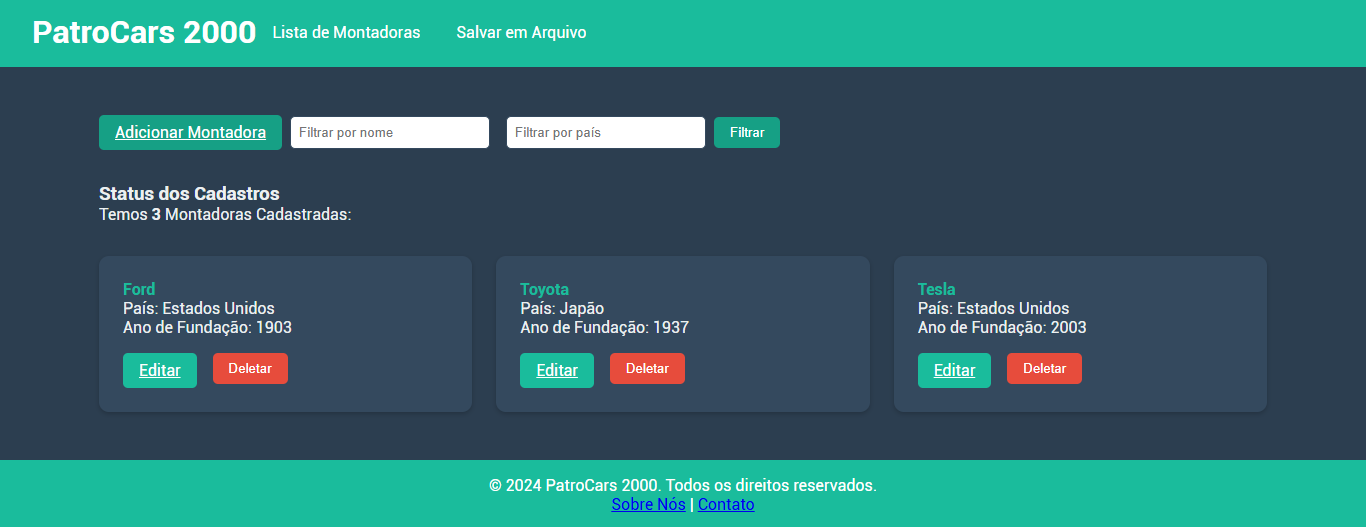 PatroCars 2000 Lista de Montadoras Salvar em Arquivo
Adicionar Montadora Filtrar por nome Filtrar por país Filtrar
Status dos Cadastros
Temos 3 Montadoras Cadastradas:
Ford
País: Estados Unidos
Ano de Fundação: 1903
Editar Deletar
Toyota
País: Japão
Ano de Fundação: 1937
Editar Deletar
Tesla
País: Estados Unidos
Ano de Fundação: 2003
Editar Deletar
© 2024 PatroCars 2000. Todos os direitos reservados.
Sobre Nós | Contato